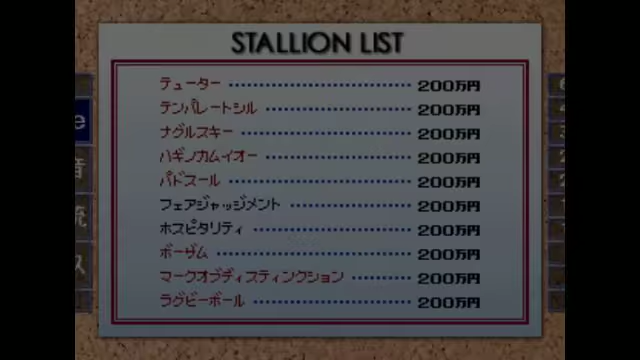 STALLION LIST
テューター 200万円
テンパレートシル 200万円
ナグルスキー 200万円
ハギノカムイオー 200万円
パドスール 200万円
フェアジャッジメント 200万円
ホスピタリティ 200万円
ボーザム 200万円
マークオブディスティンクション 200万円
ラグビーボール 200万円